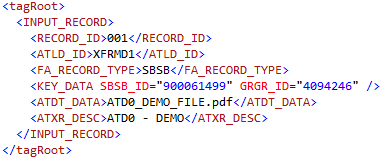 <tagRoot>
<INPUT_RECORD>
<RECORD_ID>001</RECORD_ID>
<ATLD_ID>XFRMD1</ATLD_ID>
<FA_RECORD_TYPE>SBSB</FA_RECORD_TYPE>
<KEY_DATA SBSB_ID="900061499" GRGR_ID="4094246" />
<ATDT_DATA>ATD0_DEMO_FILE.pdf</ATDT_DATA>
<ATXR_DESC>ATD0 - DEMO</ATXR_DESC>
</INPUT_RECORD>
</tagRoot>